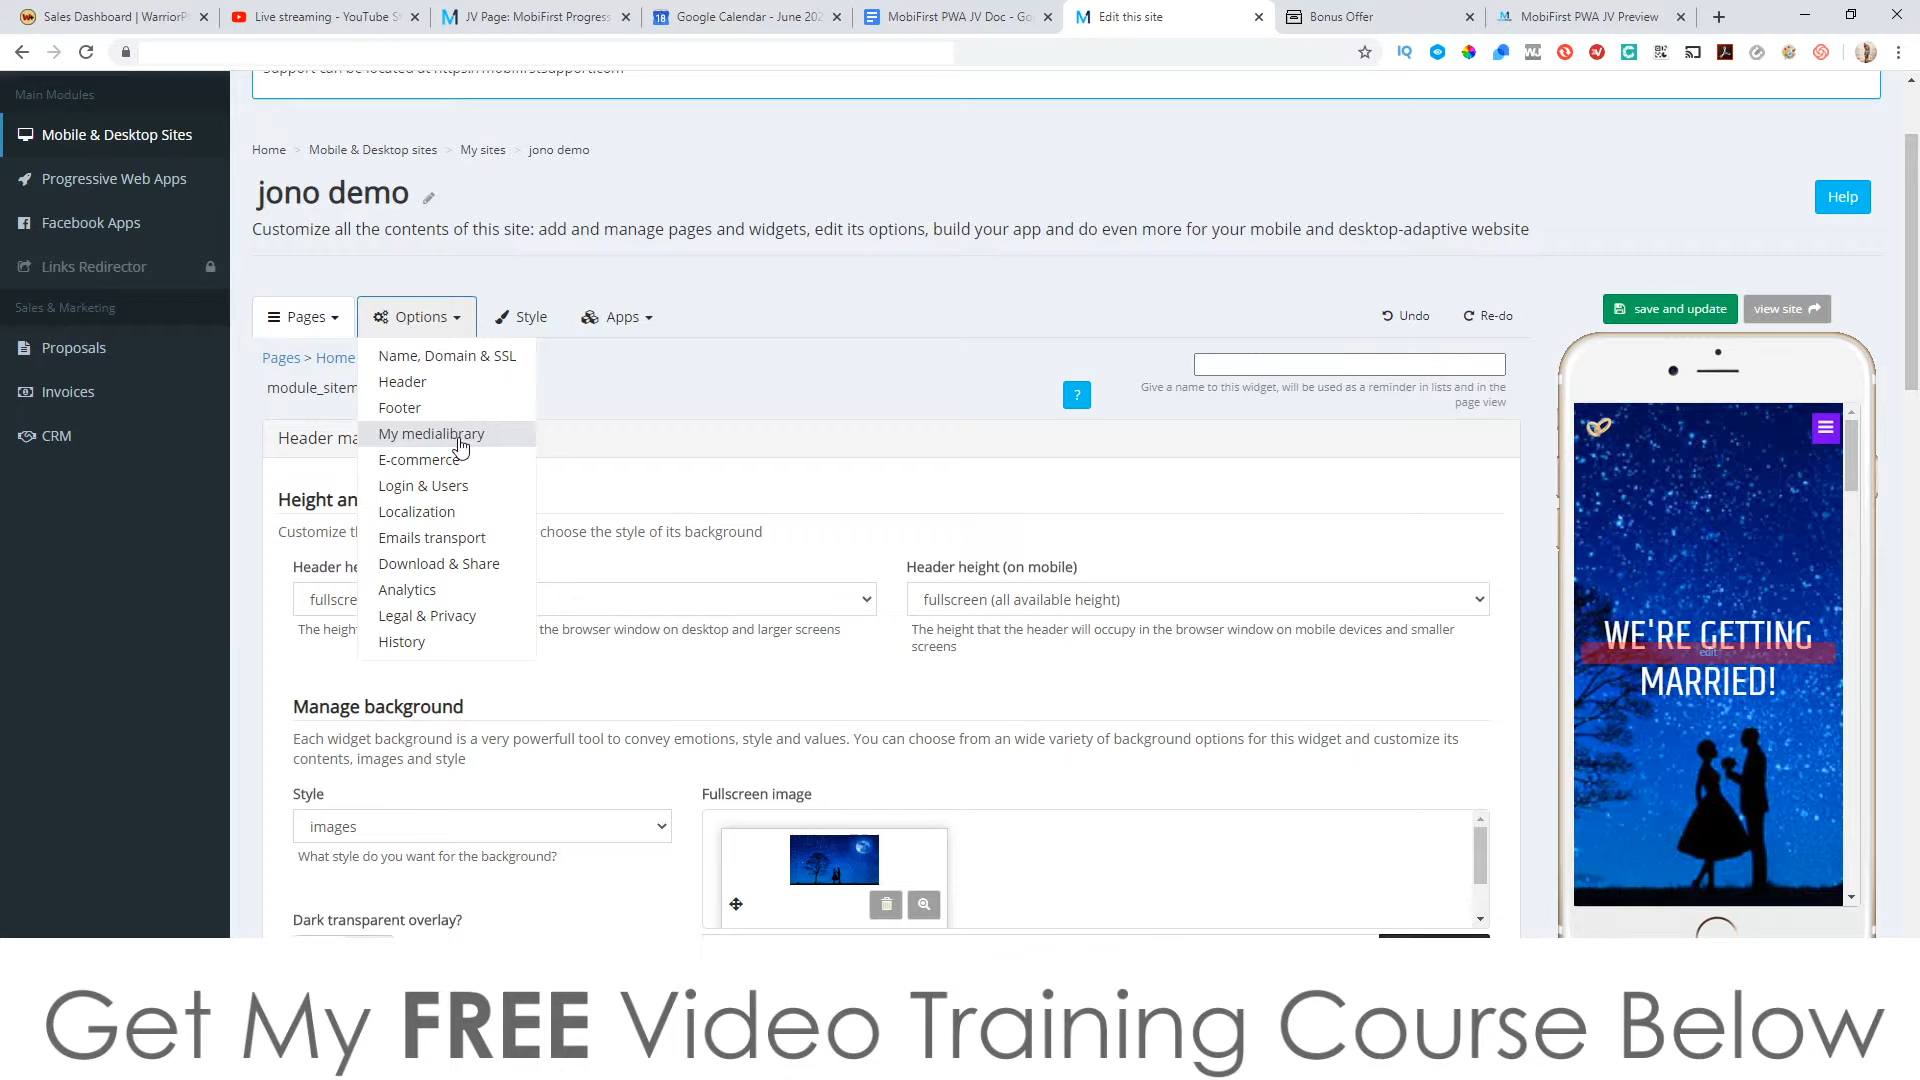 Sales Dashboard | WarriorP
Live streaming - YouTube S
JV Page: MobiFirst Progress
Google Calendar - June 202
MobiFirst PWA JV Doc - Go
Edit this site
Bonus Offer
MobiFirst PWA JV Preview
Main Modules
Mobile & Desktop Sites
Progressive Web Apps
Facebook Apps
Links Redirector
Sales & Marketing
Proposals
Invoices
CRM
Home > Mobile & Desktop sites > My sites > jono demo
jono demo
Help
Customize all the contents of this site: add and manage pages and widgets, edit its options, build your app and do even more for your mobile and desktop-adaptive website
Pages
Options
Style
Apps
Undo
Re-do
save and update
view site
Pages > Home
module_sitem
?
Give a name to this widget, will be used as a reminder in lists and in the
page view
Name, Domain & SSL
Header
Footer
My medialibrary
E-commerce
Login & Users
Localization
Emails transport
Download & Share
Analytics
Legal & Privacy
History
Header ma
Height an
Customize t
choose the style of its background
Header he
Header height (on mobile)
fullscre
fullscreen (all available height)
The height
the browser window on desktop and larger screens
The height that the header will occupy in the browser window on mobile devices and smaller
screens
Manage background
Each widget background is a very powerfull tool to convey emotions, style and values. You can choose from an wide variety of background options for this widget and customize its
contents, images and style
Style
Fullscreen image
images
What style do you want for the background?
Dark transparent overlay?
WE'RE GETTING
edit
MARRIED!
Get My FREE Video Training Course Below